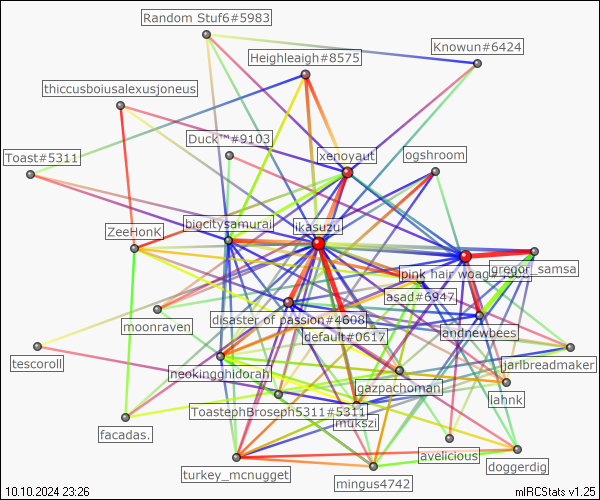 Random Stuf6#5983
Knowun#6424
Heighleaigh#8575
thiccusboiusalexusjoneus
Duck™#9103
Toast#5311
xenoyaut
ogshroom
bigcitysamurai
ikasuzu
ZeeHonK
pink hair woag
gregor_samsa
asad#6947
moonraven
disaster of passion#4608
andnewbees
default#0617
tescoroll
neokingghidorah
jarlbreadmaker
gazpachoman
lahnk
ToastephBroseph5311#5311
mukszi
facadas.
avelicious
turkey_mcnugget
doggerdig
mingus4742
10.10.2024 23:26
mIRCStats v1.25